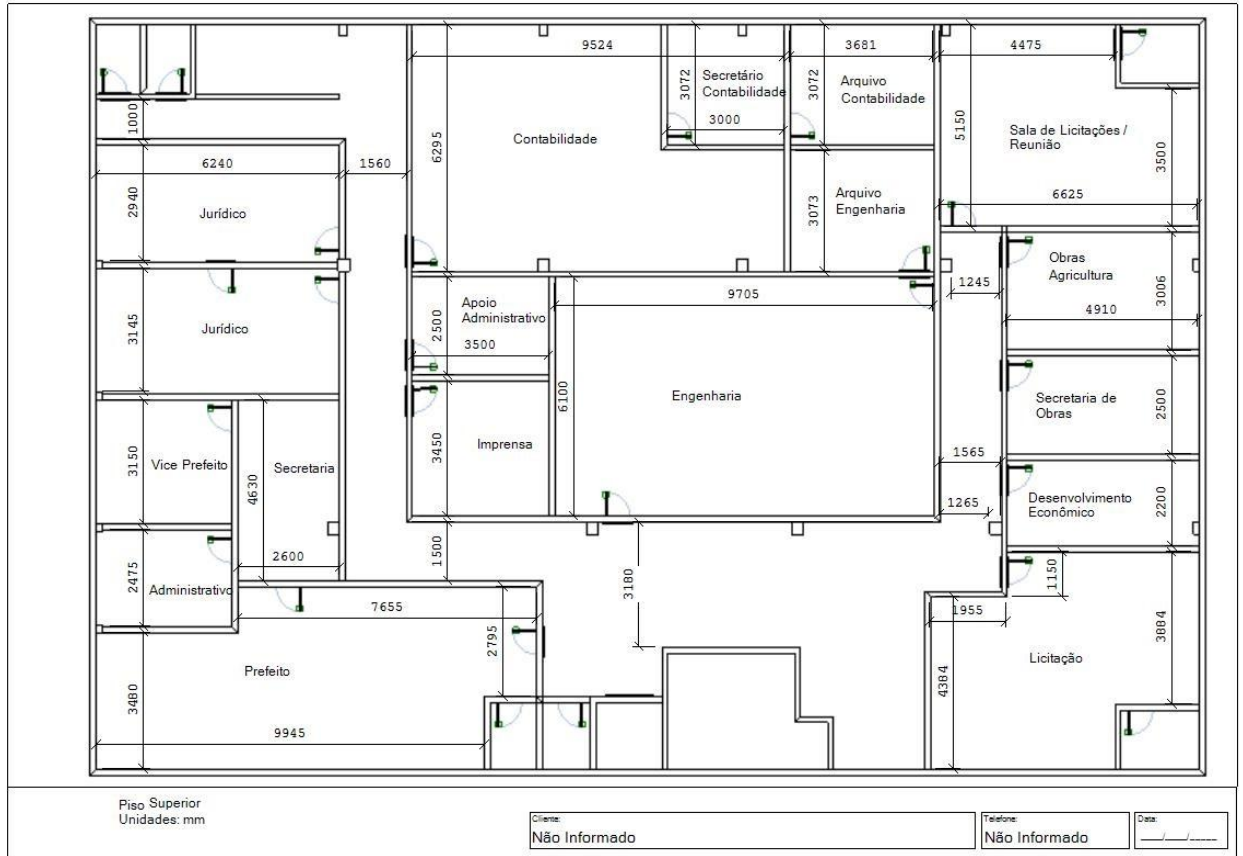 9524
3681
4475
3072
Secretário
Contabilidade
3072
Arquivo
Contabilidade
1000
3000
5150
Contabilidade
6295
Sala de Licitações /
Reunião
3500
6240
1560
2940
Jurídico
Arquivo
Engenharia
3073
6625
Obras
Agricultura
3006
1245
4910
9705
Apoio
Administrativo
2500
3500
3145
Jurídico
6100
Engenharia
Secretaria de
Obras
2500
3150
Vice Prefeito
4630
Secretaria
3450
Imprensa
1565
1265
Desenvolvimento
Econômico
2200
2475
Administrativo
2600
1500
3180
1150
7655
2795
1955
3884
Prefeito
Licitação
4384
3480
9945
Piso Superior
Unidades: mm
Cliente:
Não Informado
Telefone:
Não Informado
Data:
___/___/_____